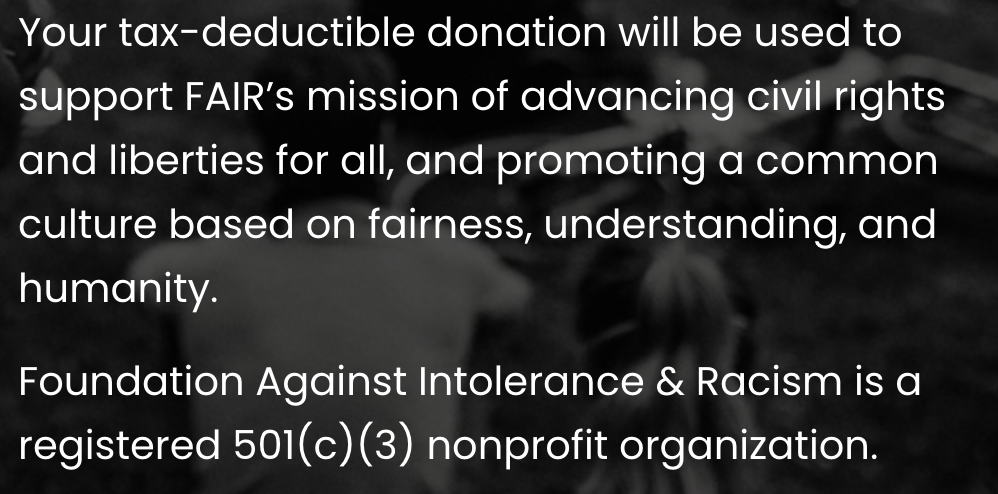 Your tax-deductible donation will be used to
support FAIR’s mission of advancing civil rights
and liberties for all, and promoting a common
culture based on fairness, understanding, and
humanity.
Foundation Against Intolerance & Racism is a
registered 501(c)(3) nonprofit organization.